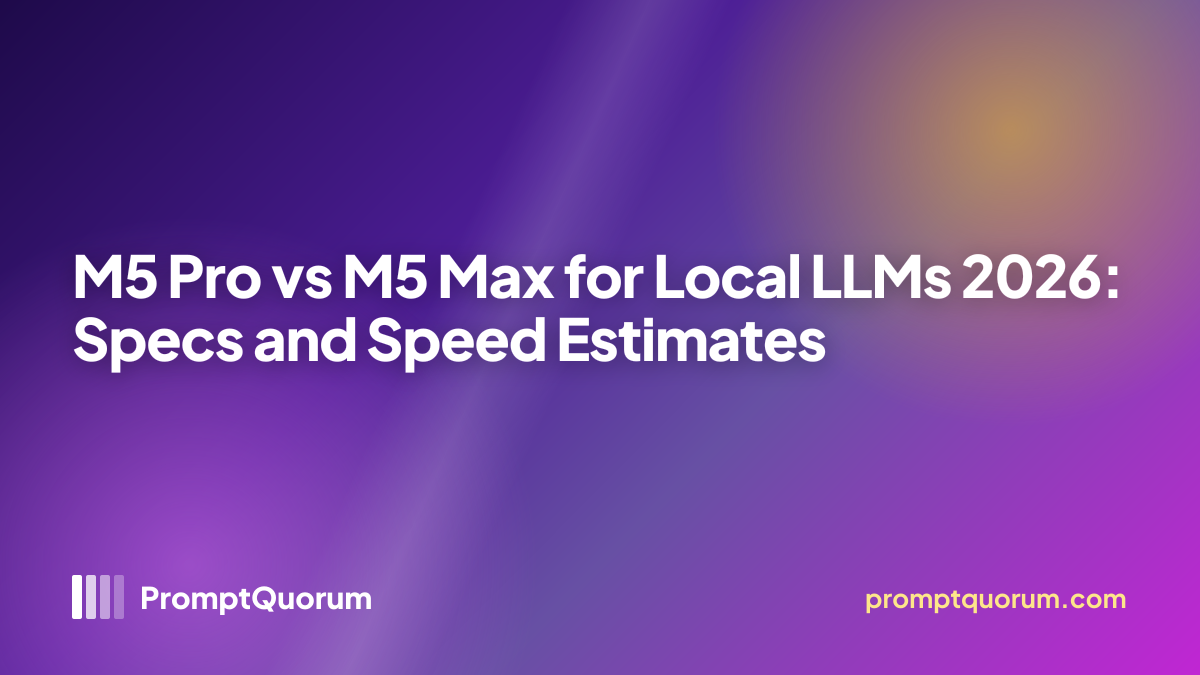 M5 Pro vs M5 Max for Local LLMs 2026:
Specs and Speed Estimates
PromptQuorum
promptquorum.com